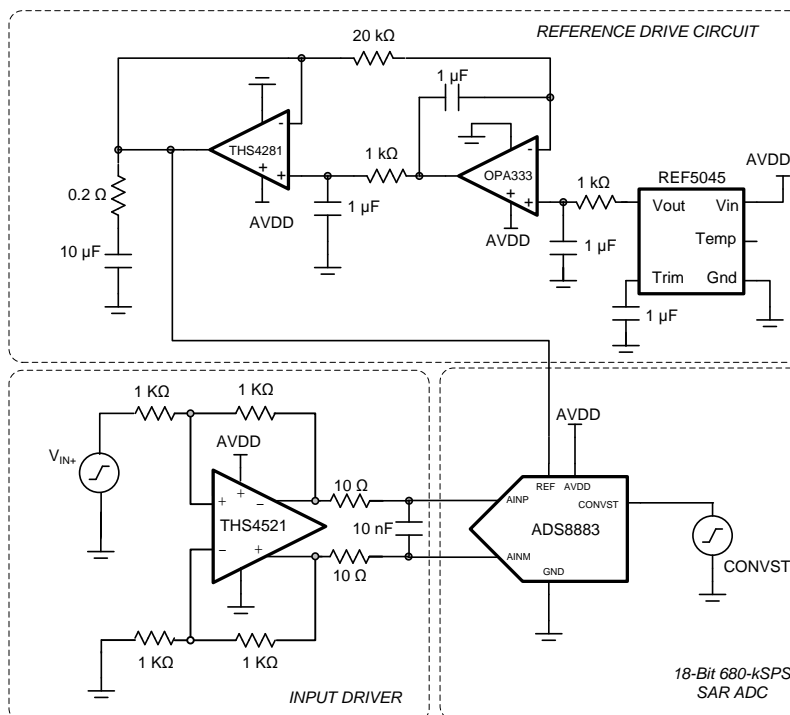 REFERENCE DRIVE CIRCUIT
20 kΩ
1 µF
-
THS4281
+
+
AVDD
1 kΩ
1 µF
-
OPA333
+
+
AVDD
1 kΩ
1 µF
REF5045
AVDD
Vout
Vin
Temp
Trim
Gnd
1 µF
0.2 Ω
10 µF
1 KΩ
1 KΩ
VIN+
AVDD
+
+
−
THS4521
−
+
10 Ω
10 nF
10 Ω
1 KΩ
1 KΩ
INPUT DRIVER
AVDD
REF
AVDD
CONVST
AINP
ADS8883
AINM
GND
CONVST
18-Bit 680-kSPS
SAR ADC